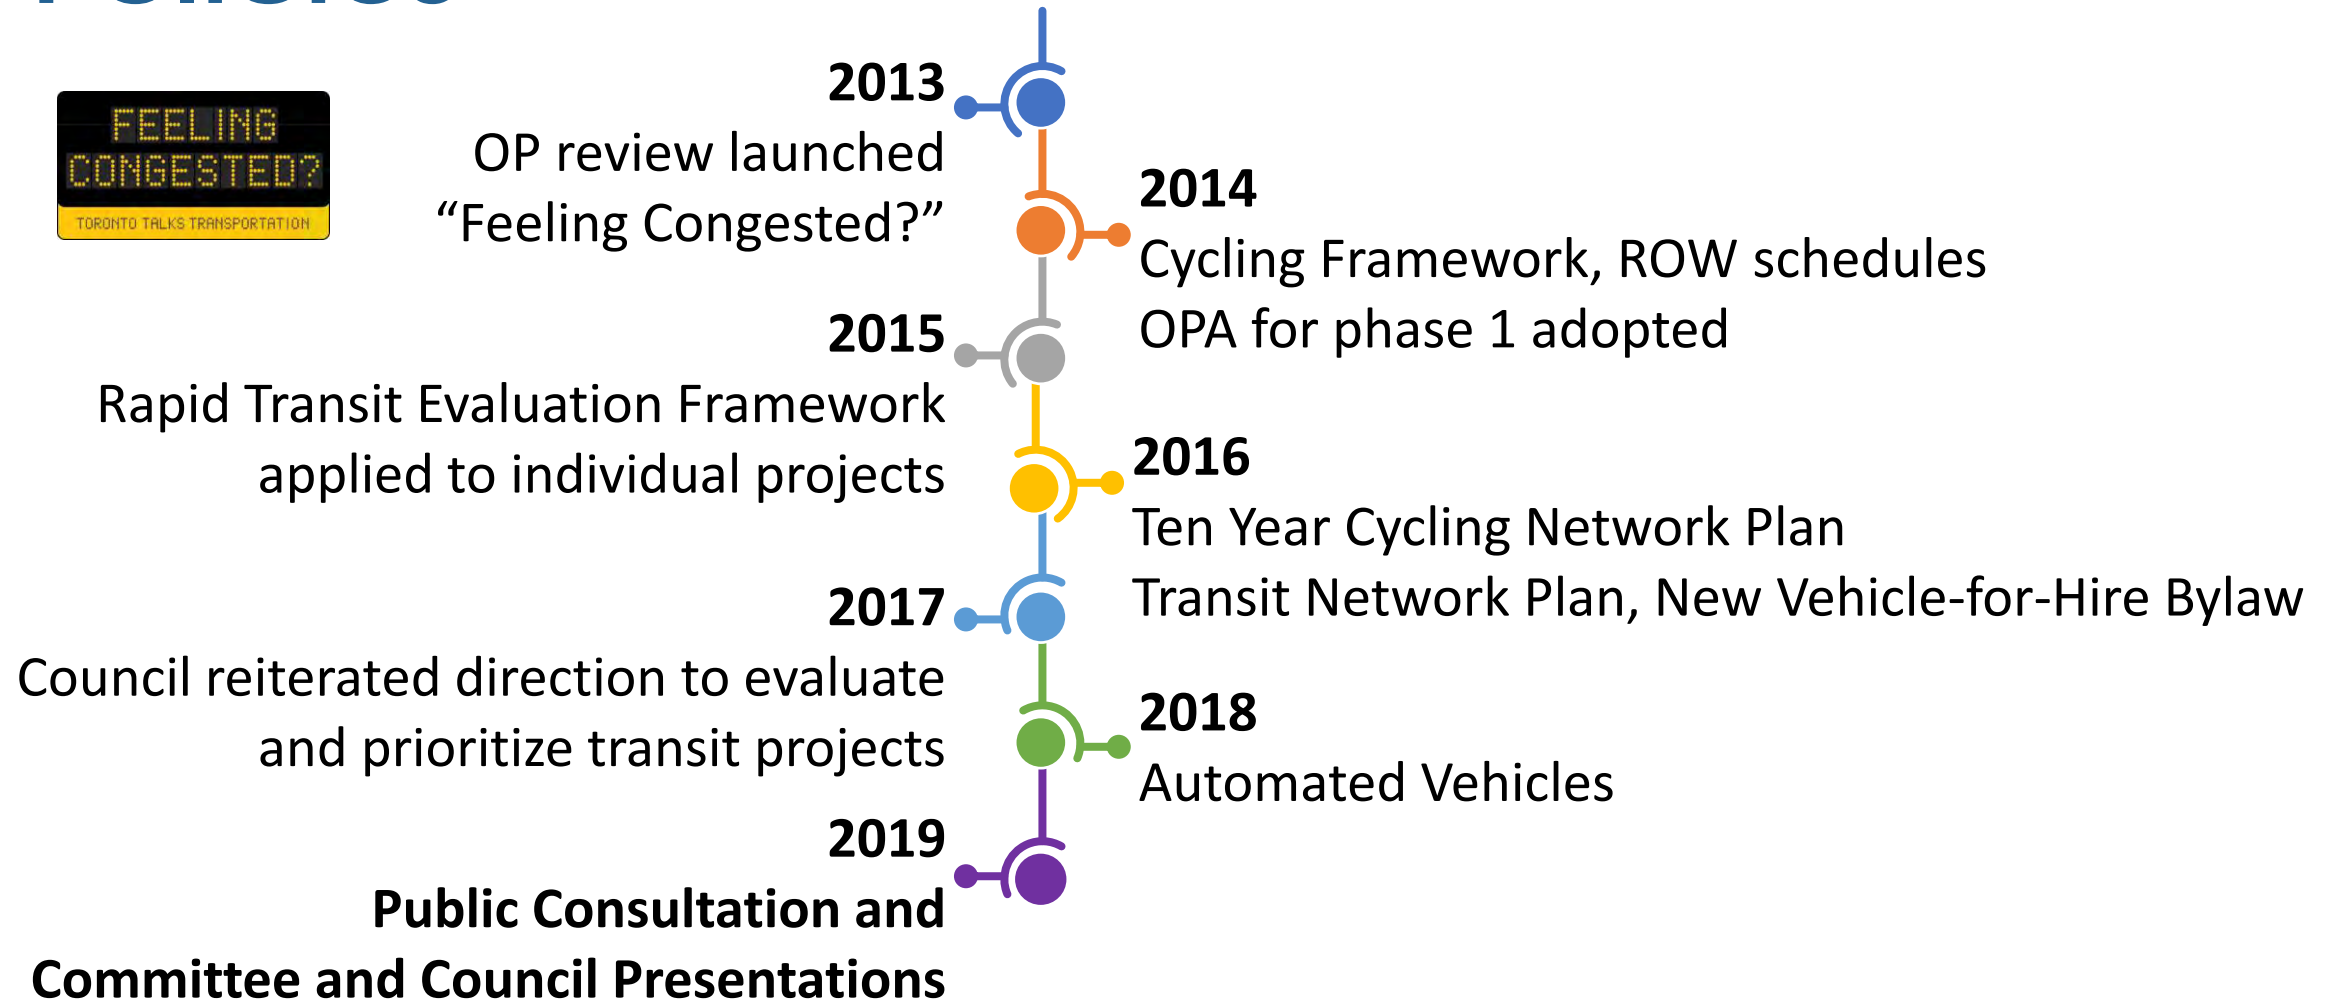 Policies
FEELING
CONGESTED?
TORONTO TALKS TRANSPORTATION
2013
OP review launched
“Feeling Congested?”
2014
Cycling Framework, ROW schedules
OPA for phase 1 adopted
2015
Rapid Transit Evaluation Framework
applied to individual projects
2016
Ten Year Cycling Network Plan
Transit Network Plan, New Vehicle-for-Hire Bylaw
2017
Council reiterated direction to evaluate
and prioritize transit projects
2018
Automated Vehicles
2019
Public Consultation and
Committee and Council Presentations